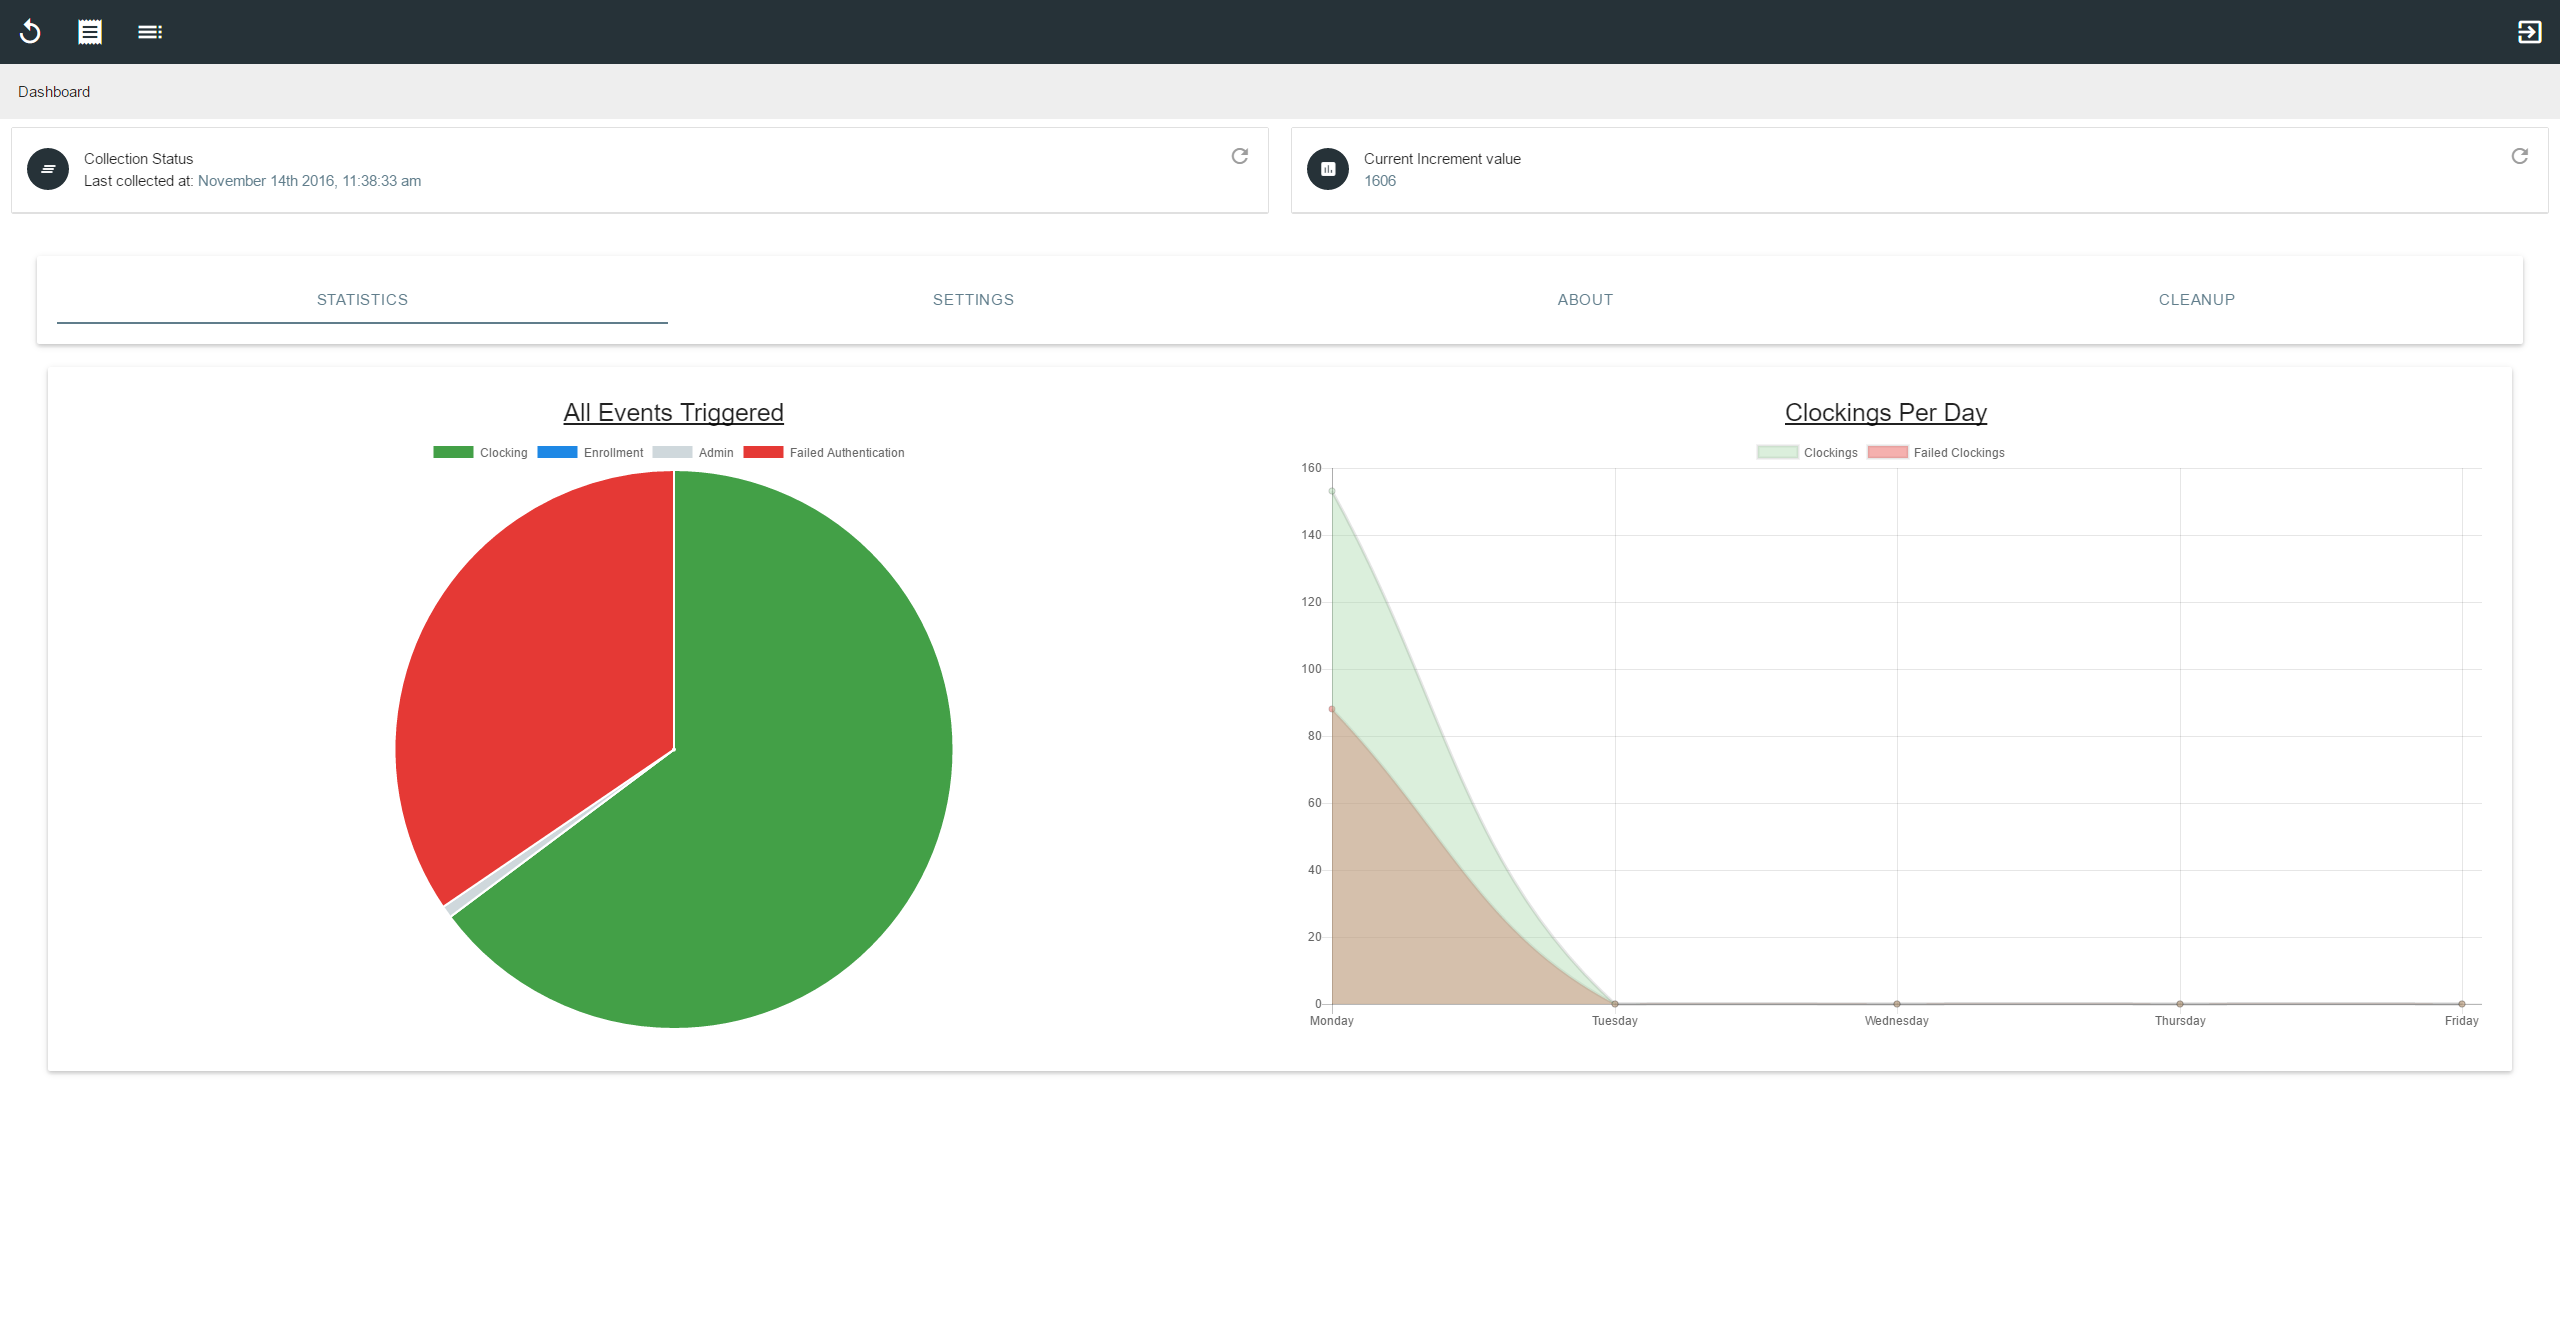 Dashboard
Collection Status
Last collected at: November 14th 2016, 11:38:33 am
Current Increment value
1606
STATISTICS
SETTINGS
ABOUT
CLEANUP
All Events Triggered
Clocking
Enrollment
Admin
Failed Authentication
Clockings Per Day
Clockings
Failed Clockings
160
140
120
100
80
60
40
20
0
Monday
Tuesday
Wednesday
Thursday
Friday